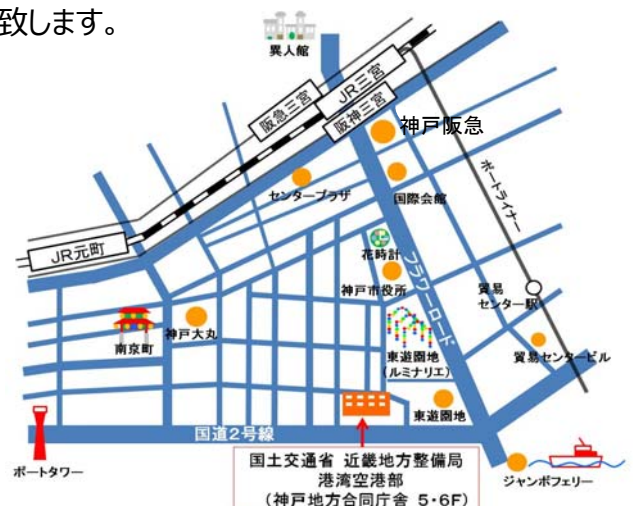 致します。
異人館
阪急三宮
JR三宮
阪神三宮
神戸阪急
センタープラザ
国際会館
ポートライナー
JR元町
花時計
フラワーロード
神戸市役所
貿易
センター駅
南京町
神戸大丸
東遊園地
(ルミナリエ)
貿易センタービル
東遊園地
国道2号線
ポートタワー
国土交通省 近畿地方整備局
港湾空港部
(神戸地方合同庁舎 5・6F)
ジャンボフェリー